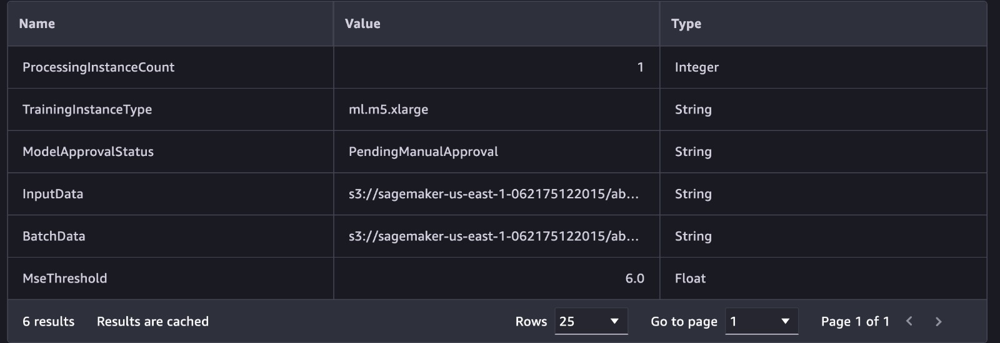 Name Value Type
ProcessingInstanceCount 1 Integer
TrainingInstanceType ml.m5.xlarge String
ModelApprovalStatus PendingManualApproval String
InputData s3://sagemaker-us-east-1-062175122015/ab... String
BatchData s3://sagemaker-us-east-1-062175122015/ab... String
MseThreshold 6.0 Float
6 results Results are cached Rows 25 Go to page 1 Page 1 of 1